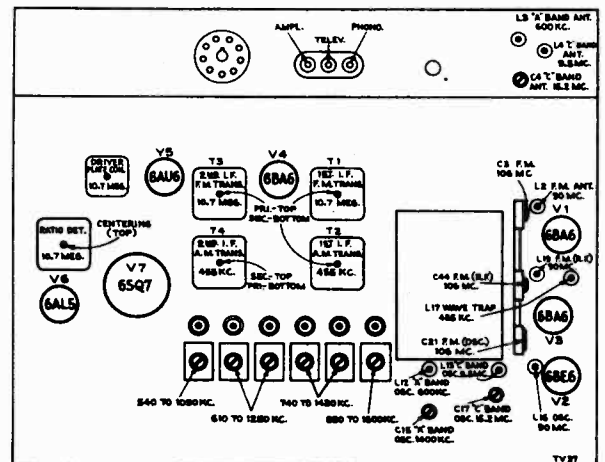 AMPL.
TELEV.
PHONO.
L3 "A" BAND ANT.
600 KC.
L4 "C" BAND
ANT.
9.5 MC.
C4 "C" BAND
ANT. 15.2 MC.
DRIVER
PLATE COIL
10.7 MEG.
V5
6AU6
T3
2ND I.F.
F.M. TRANS.
10.7 MEG.
V4
6BA6
T1
1ST I.F.
F.M. TRANS.
10.7 MEG.
PRI.-TOP
SEC.-BOTTOM
C3 F.M.
106 MC.
L2 F.M. ANT.
90 MC.
V1
6BA6
RATIO DET.
10.7 MEG.
CENTERING
(TOP)
T4
2ND I.F.
A.M. TRANS.
455 KC.
SEC.-TOP
PRI.-BOTTOM
T2
1ST I.F.
A.M. TRANS.
455 KC.
V6
6AL5
V7
6SQ7
C44 F.M. (R.F.)
106 MC.
L19 F.M. (R.F.)
90 MC.
L17 WAVE TRAP
455 KC.
6BA6
V3
C21 F.M. (OSC.)
106 MC.
540 TO 1080 KC.
610 TO 1280 KC.
740 TO 1430 KC.
880 TO 1600 KC.
L12 "A" BAND
OSC. 600 KC.
L13 "C" BAND
OSC. 9.5 MC.
C15 "A" BAND
OSC. 1400 KC.
C17 "C" BAND
OSC. 15.2 MC.
6BE6
V2
L16 OSC.
90 MC.
TV27